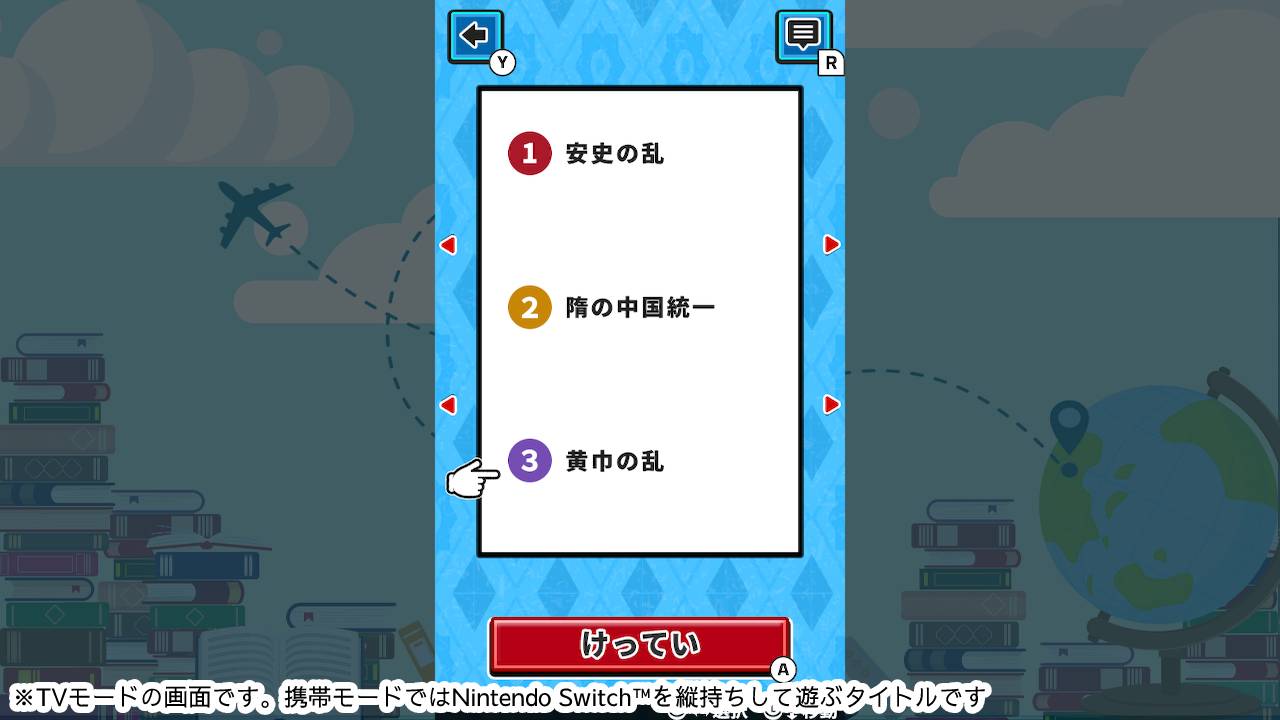 Y
R
1 安史の乱
2 隋の中国統一
3 黄巾の乱
けってい
A
※TVモードの画面です。携帯モードではNintendo Switch™を縦持ちして遊ぶタイトルです